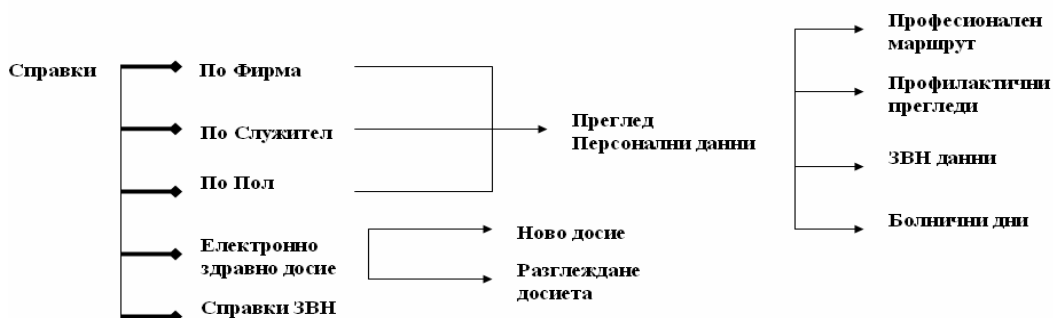 Справки
По Фирма
По Служител
По Пол
Електронно
здравно досие
Справки ЗВН
Преглед
Персонални данни
Ново досие
Разглеждане
досиета
Професионален
маршрут
Профилактични
прегледи
ЗВН данни
Болнични дни